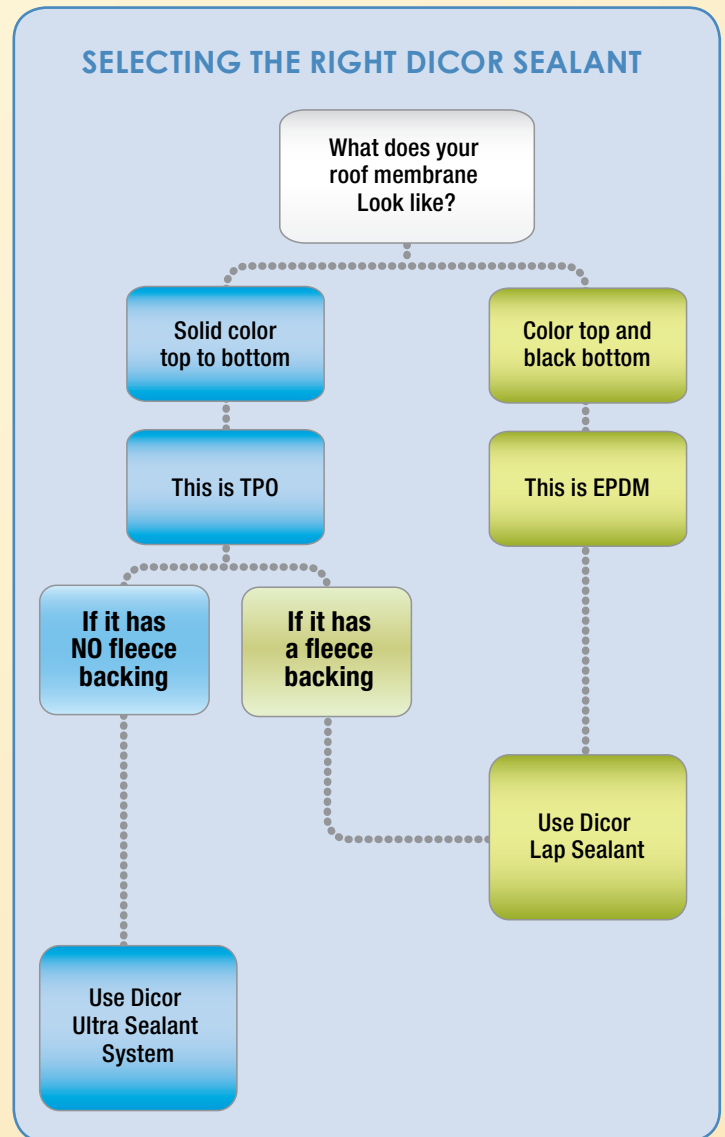 SELECTING THE RIGHT DICOR SEALANT
What does your
roof membrane
Look like?
Solid color
top to bottom
Color top and
black bottom
This is TPO
This is EPDM
If it has
NO fleece
backing
If it has
a fleece
backing
Use Dicor
Lap Sealant
Use Dicor
Ultra Sealant
System